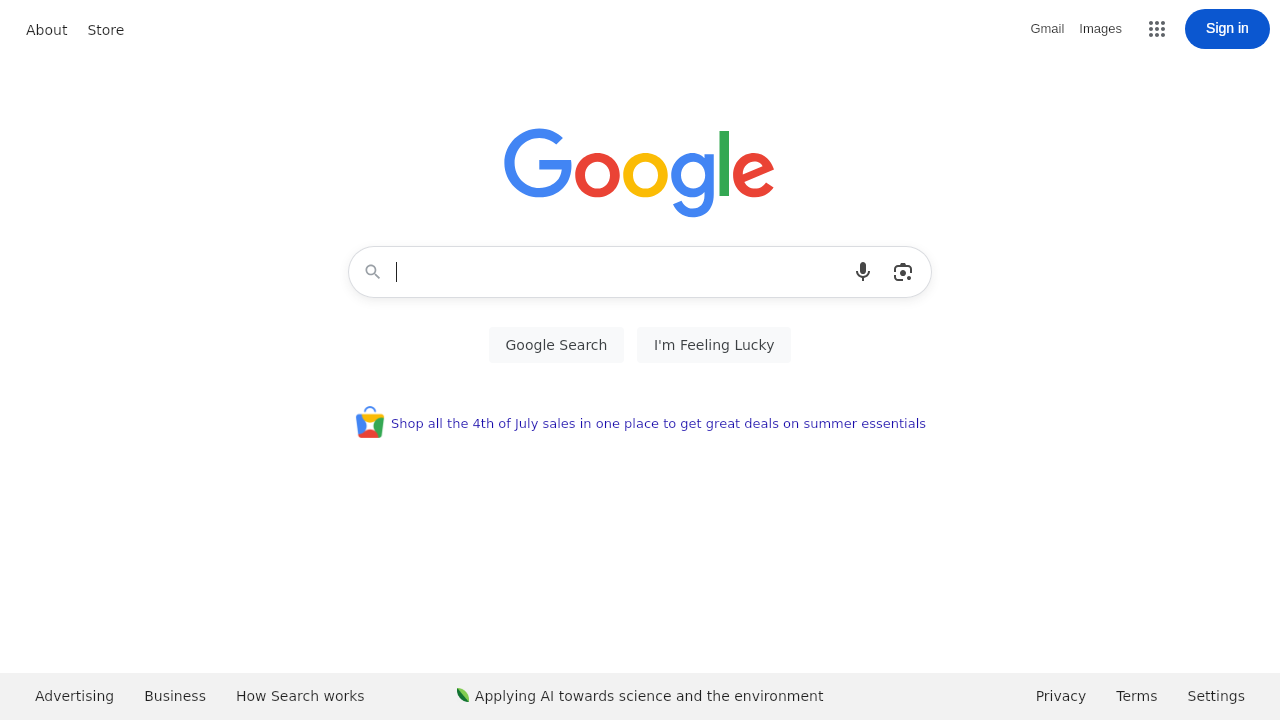 About Store
Gmail Images Sign in
Google
Google Search I'm Feeling Lucky
Shop all the 4th of July sales in one place to get great deals on summer essentials
Advertising Business How Search works Applying AI towards science and the environment Privacy Terms Settings